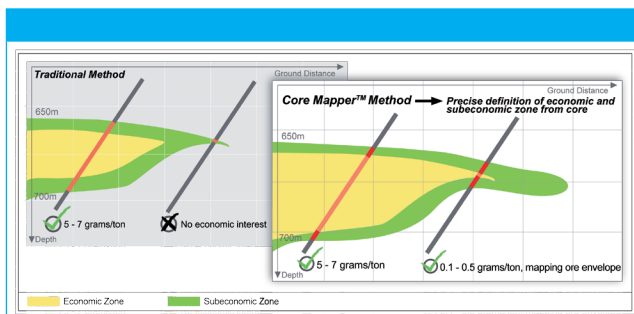 Traditional Method
Ground Distance
650m
700m
Depth
5 - 7 grams/ton
No economic interest
Core Mapper™ Method
Precise definition of economic and
subeconomic zone from core
Ground Distance
650m
700m
Depth
5 - 7 grams/ton
0.1 - 0.5 grams/ton, mapping ore envelope
Economic Zone
Subeconomic Zone